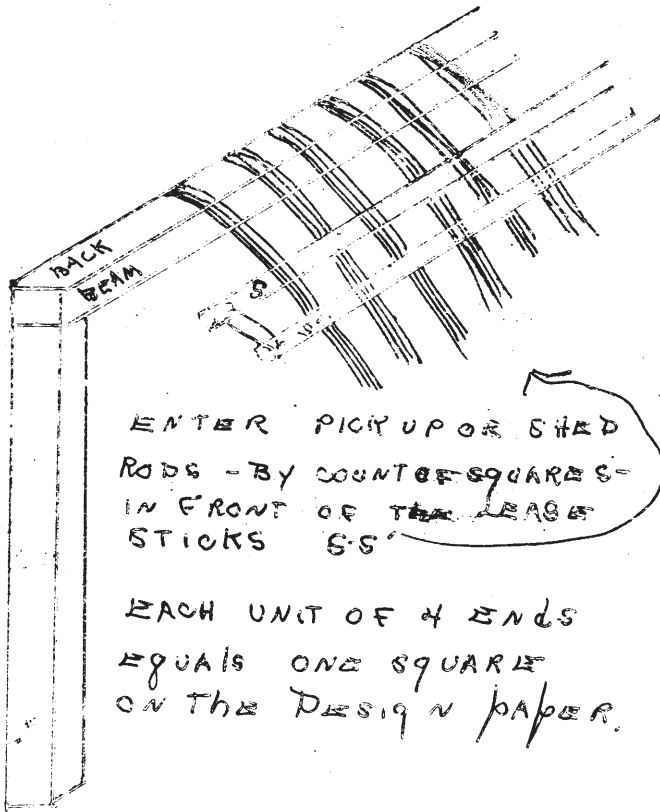 BACK
BEAM
S
ENTER PICKUP OR SHED
RODS - BY COUNT OF SQUARES -
IN FRONT OF THE LEASE
STICKS S-S'
EACH UNIT OF 4 ENdS
EQUAlS ONE SQUARE
ON THE DESIGN PAPER.